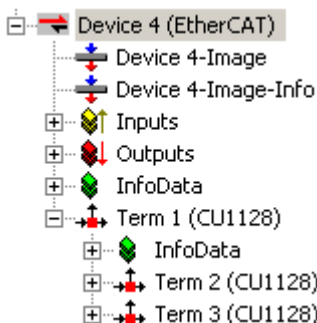 Device 4 (EtherCAT)
Device 4-Image
Device 4-Image-Info
Inputs
Outputs
InfoData
Term 1 (CU1128)
InfoData
Term 2 (CU1128)
Term 3 (CU1128)